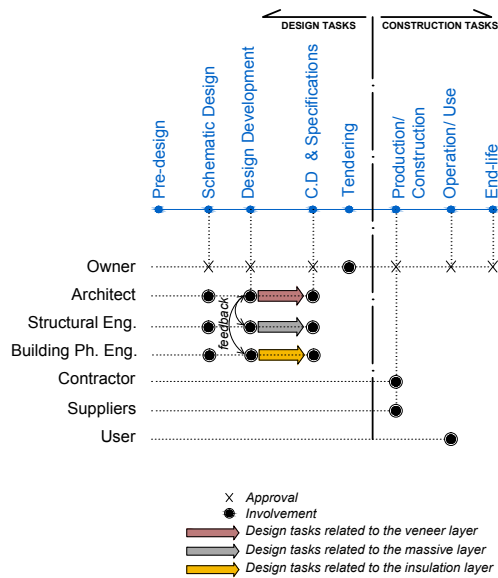 DESIGN TASKS
CONSTRUCTION TASKS
Pre-design
Schematic Design
Design Development
C.D & Specifications
Tendering
Production/
Construction
Operation/ Use
End-life
Owner
Architect
Structural Eng.
Building Ph. Eng.
Contractor
Suppliers
User
feedback
Approval
Involvement
Design tasks related to the veneer layer
Design tasks related to the massive layer
Design tasks related to the insulation layer